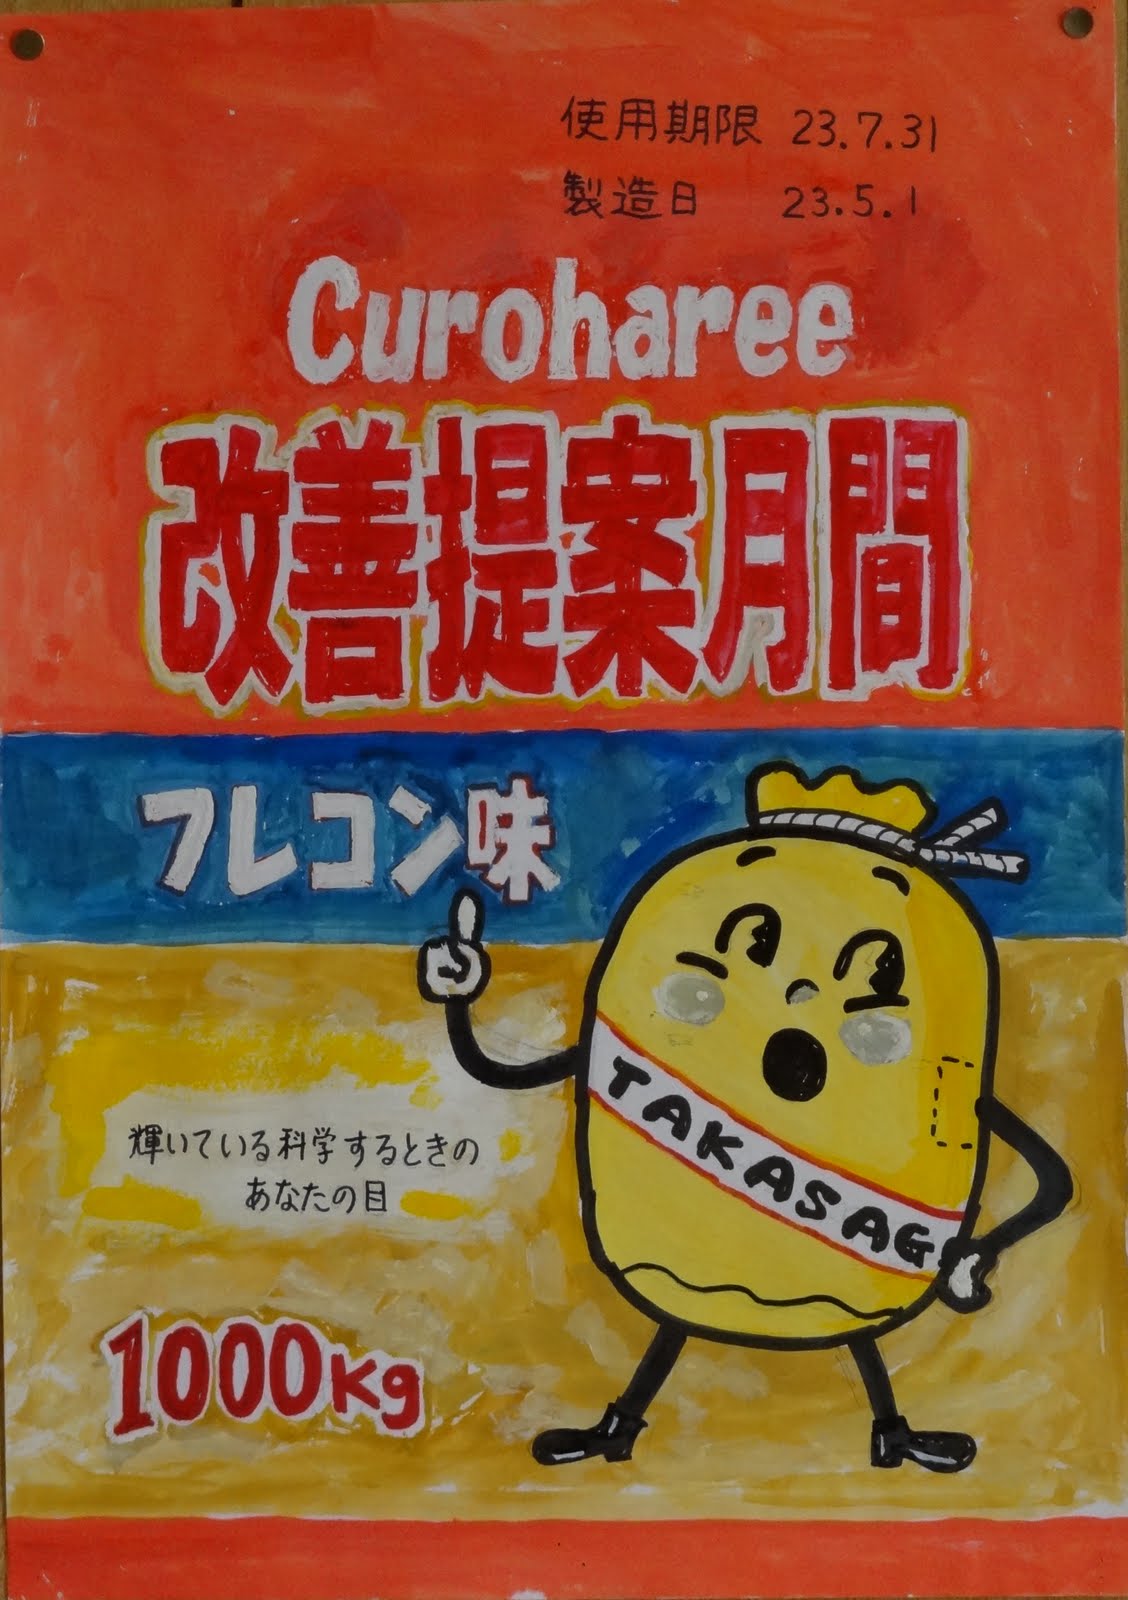 使用期限 23.7.31
製造日 23.5.1
Curoharee
改善提案月間
フレコン味
TAKASAG
輝いている科学するときの
あなたの目
1000Kg